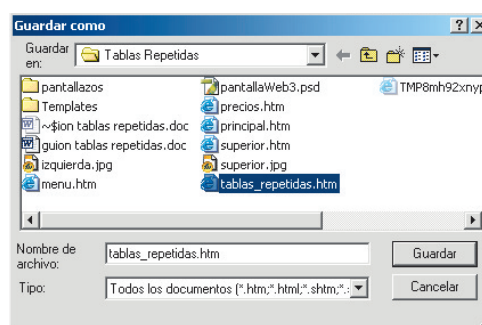 Guardar como
Guardar en:
Tablas Repetidas
pantallazos
Templates
~$ion tablas repetidas.doc
guion tablas repetidas.doc
izquierda.jpg
menu.htm
pantallaWeb3.psd
precios.htm
principal.htm
superior.htm
superior.jpg
tablas_repetidas.htm
TMP8mh92xnyp
Nombre de archivo:
tablas_repetidas.htm
Guardar
Tipo:
Todos los documentos (*.htm;*.html;*.shtm;*.s
Cancelar